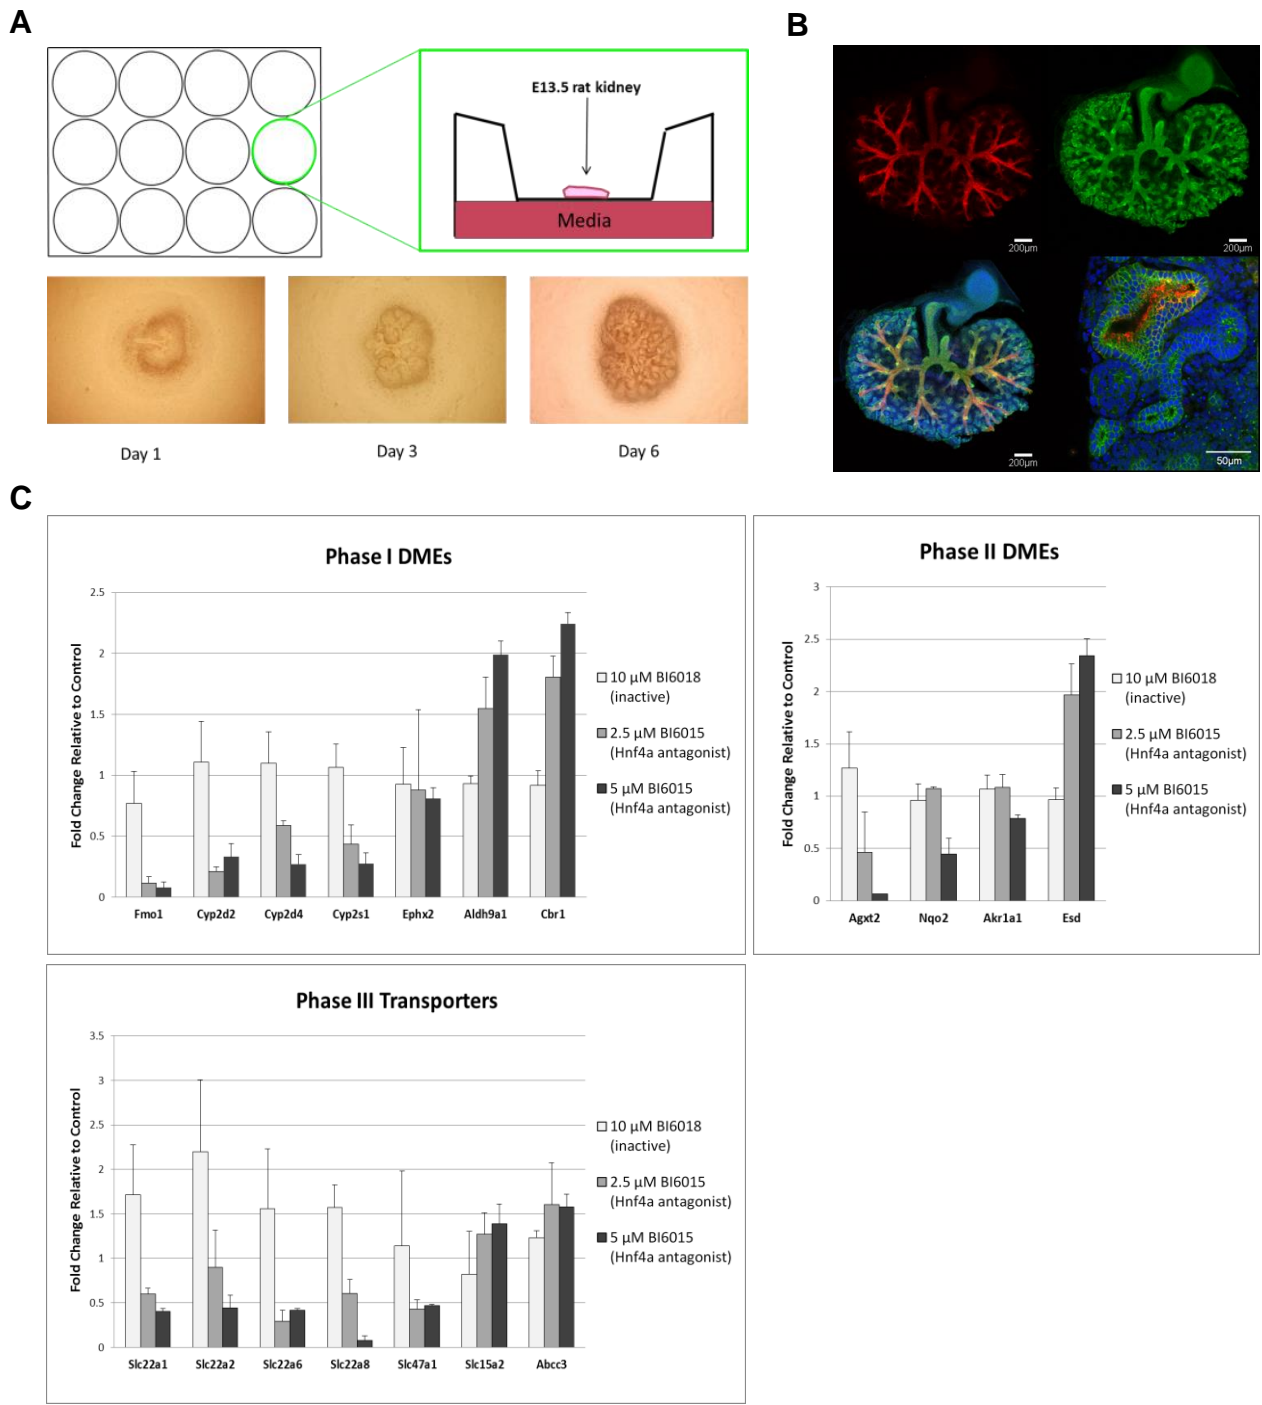 A
B
E13.5 rat kidney
Media
Day 1
Day 3
Day 6
200µm
200µm
200µm
50µm
C
Phase I DMEs
Fold Change Relative to Control
2.5
2
1.5
1
0.5
0
Fmo1 Cyp2d2 Cyp2d4 Cyp2s1 Ephx2 Aldh9a1 Cbr1
10 µM BI6018
(inactive)
2.5 µM BI6015
(Hnf4a antagonist)
5 µM BI6015
(Hnf4a antagonist)
Phase II DMEs
Fold Change Relative to Control
3
2.5
2
1.5
1
0.5
0
Agxt2 Nqo2 Akr1a1 Esd
10 µM BI6018
(inactive)
2.5 µM BI6015
(Hnf4a antagonist)
5 µM BI6015
(Hnf4a antagonist)
Phase III Transporters
Fold Change Relative to Control
3.5
3
2.5
2
1.5
1
0.5
0
Slc22a1 Slc22a2 Slc22a6 Slc22a8 Slc47a1 Slc15a2 Abcc3
10 µM BI6018
(inactive)
2.5 µM BI6015
(Hnf4a antagonist)
5 µM BI6015
(Hnf4a antagonist)